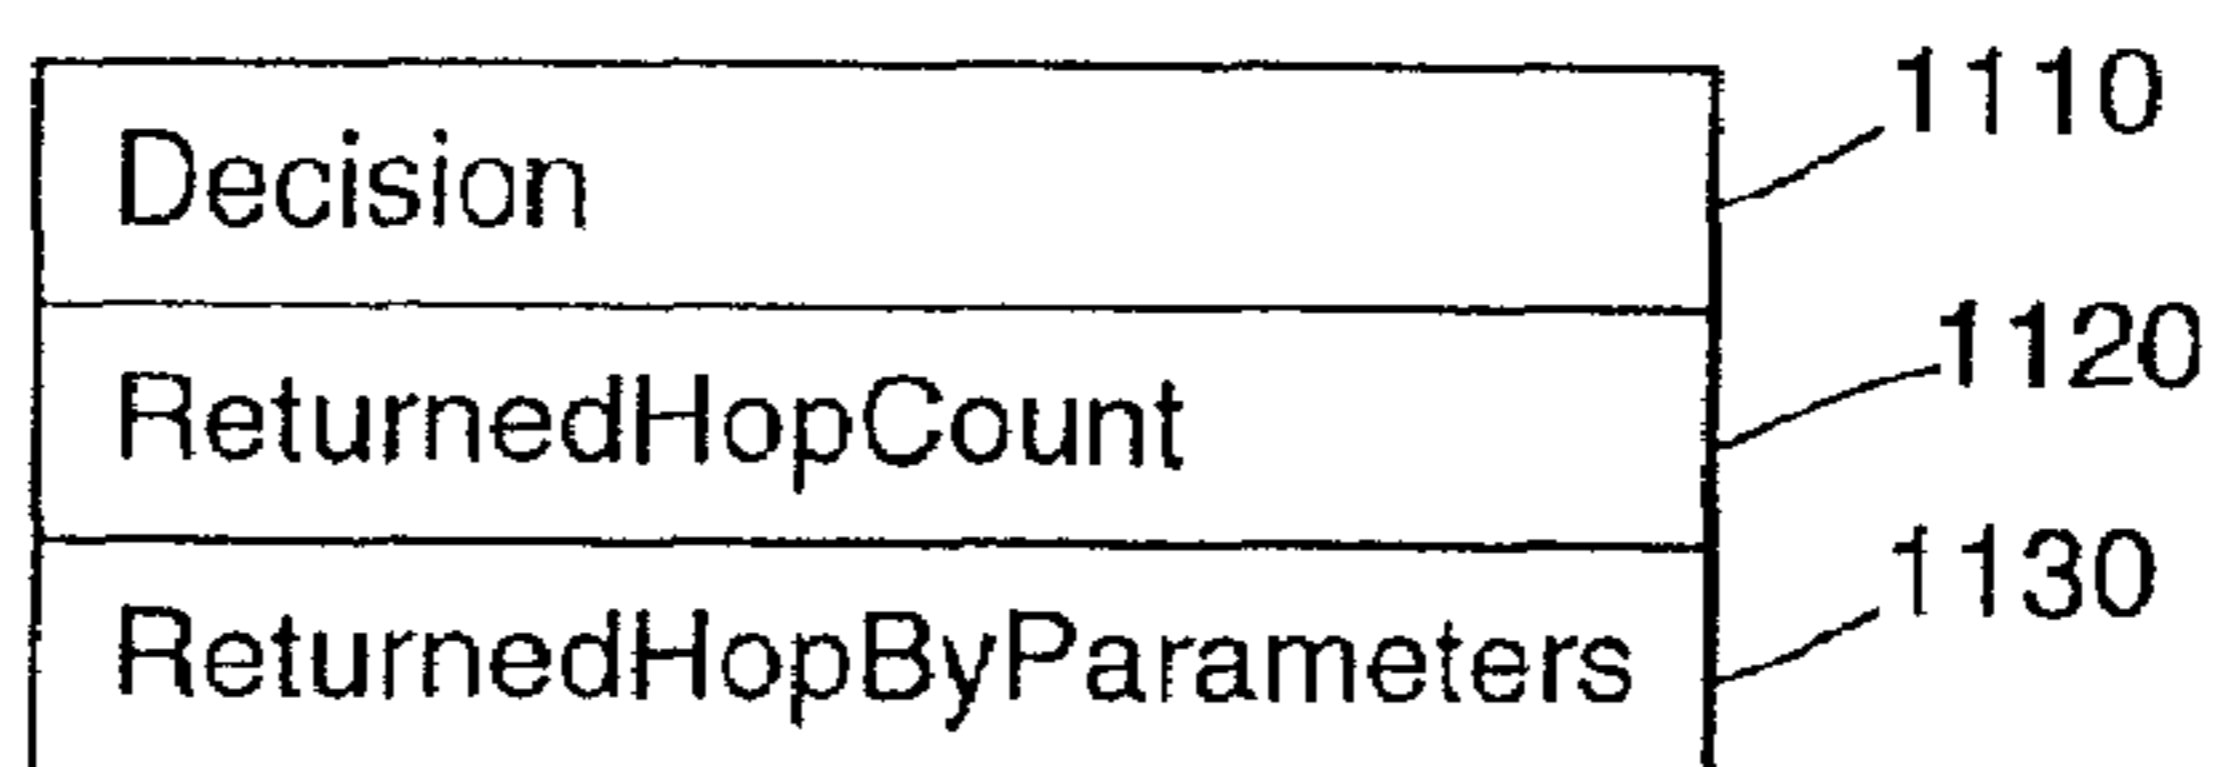 Decision
1110
ReturnedHopCount
1120
ReturnedHopByParameters
1130